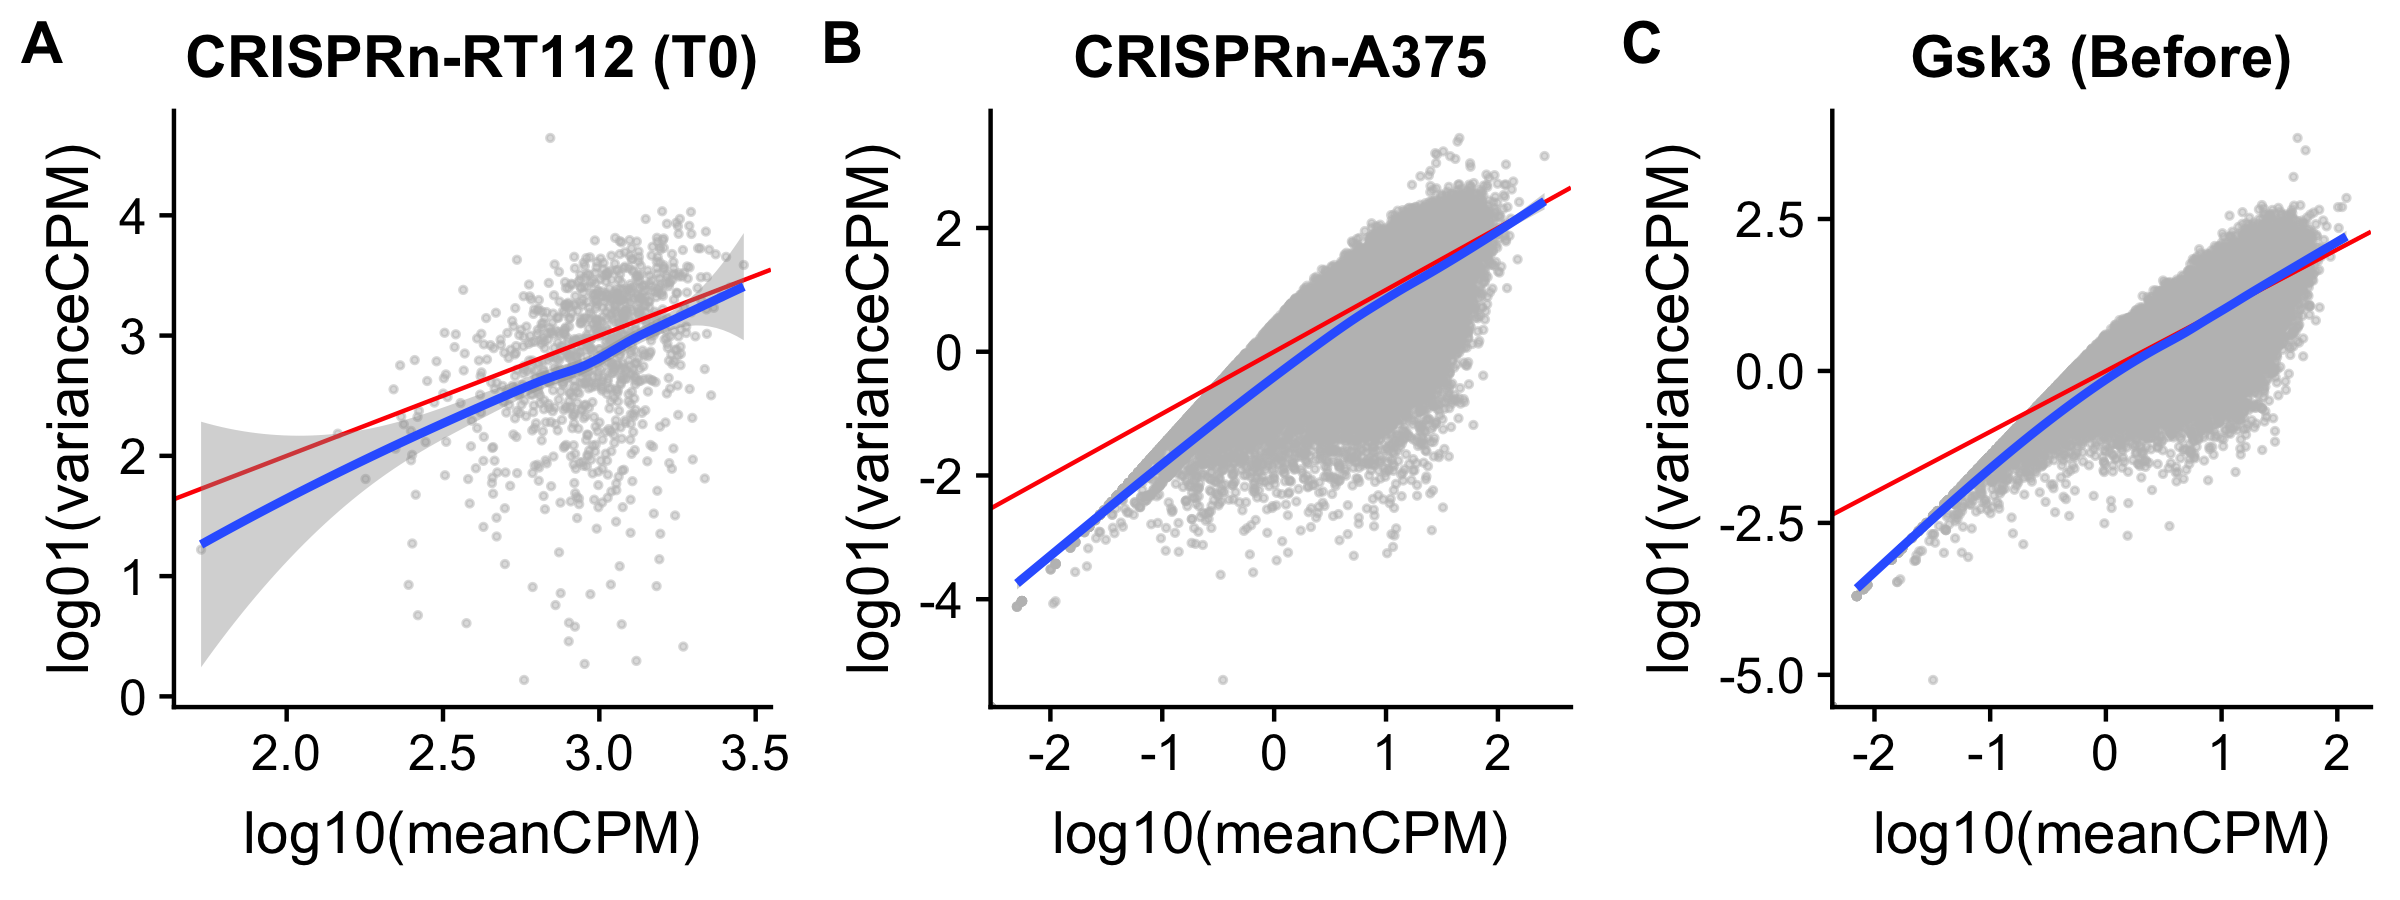 A
CRISPRn-RT112 (T0)
log01(varianceCPM)
4
3
2
1
0
2.0 2.5 3.0 3.5
log10(meanCPM)
B
CRISPRn-A375
log01(varianceCPM)
2
0
-2
-4
-2 -1 0 1 2
log10(meanCPM)
C
Gsk3 (Before)
log01(varianceCPM)
2.5
0.0
-2.5
-5.0
-2 -1 0 1 2
log10(meanCPM)